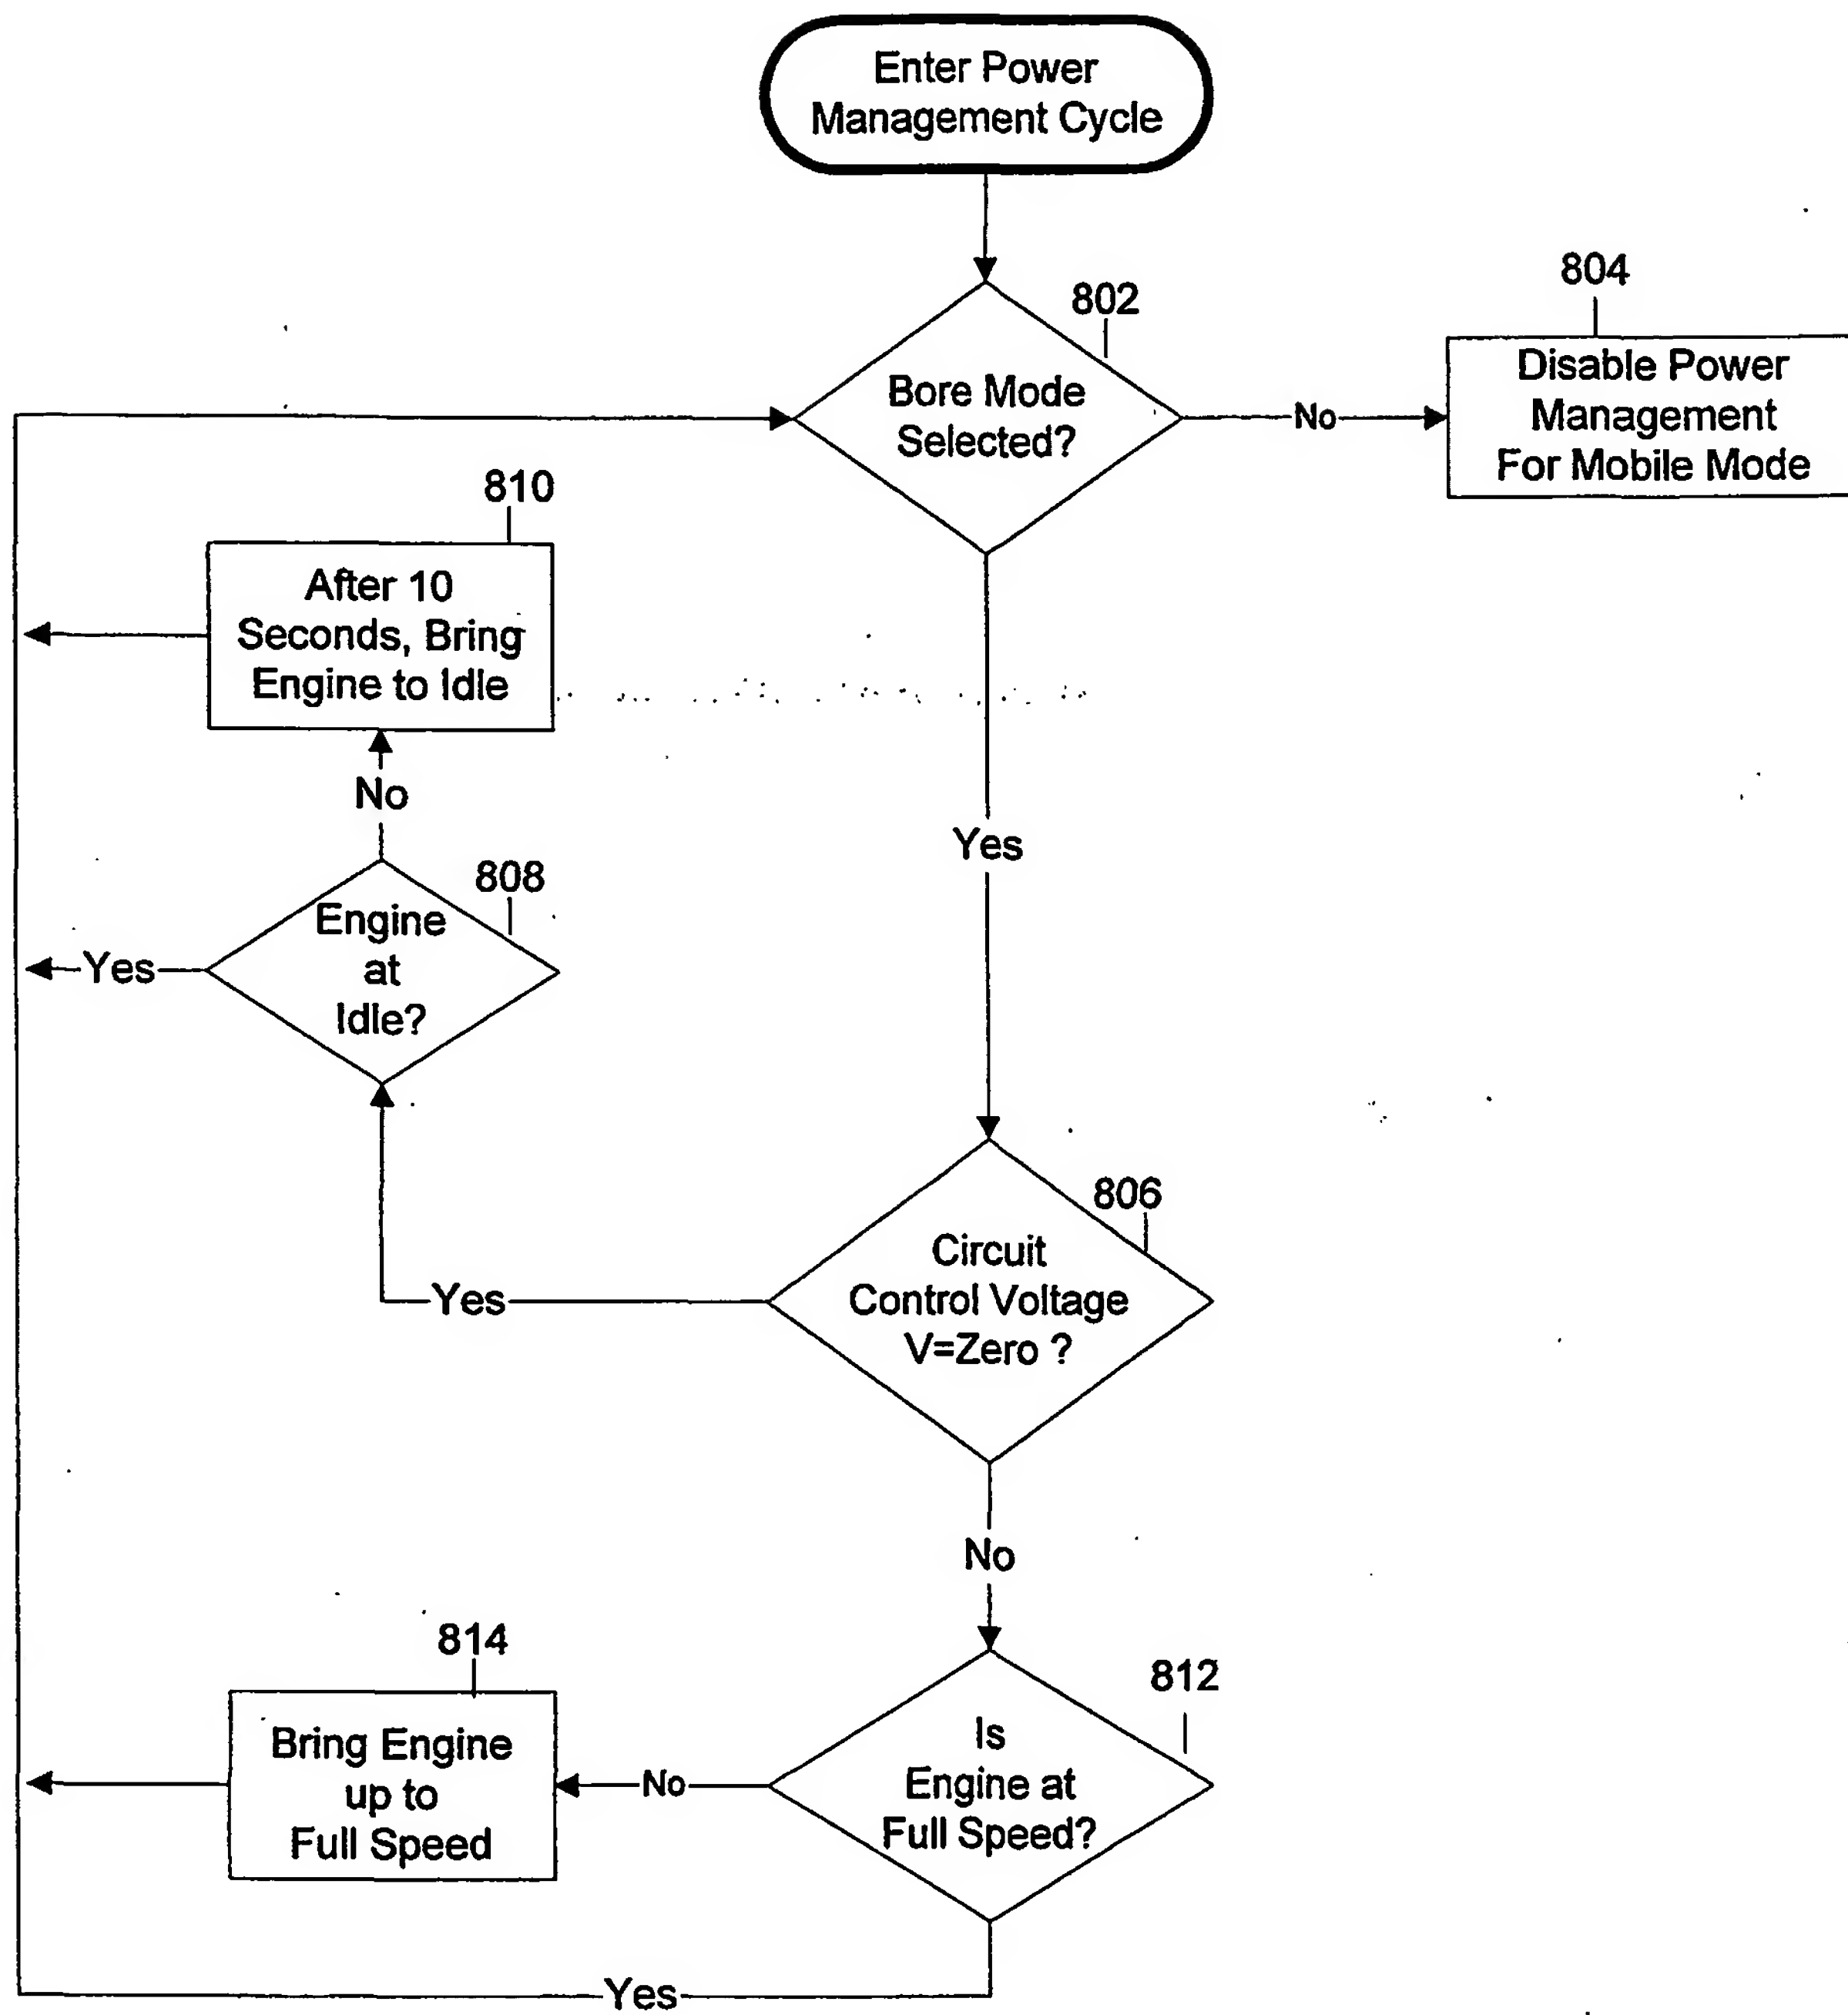 Enter Power
Management Cycle
802
804
Bore Mode
Selected?
No
Disable Power
Management
For Mobile Mode
810
After 10
Seconds, Bring
Engine to Idle
No
Yes
808
Engine
at
Idle?
Yes
806
Circuit
Control Voltage
V=Zero ?
Yes
No
814
812
Bring Engine
up to
Full Speed
No
Is
Engine at
Full Speed?
Yes